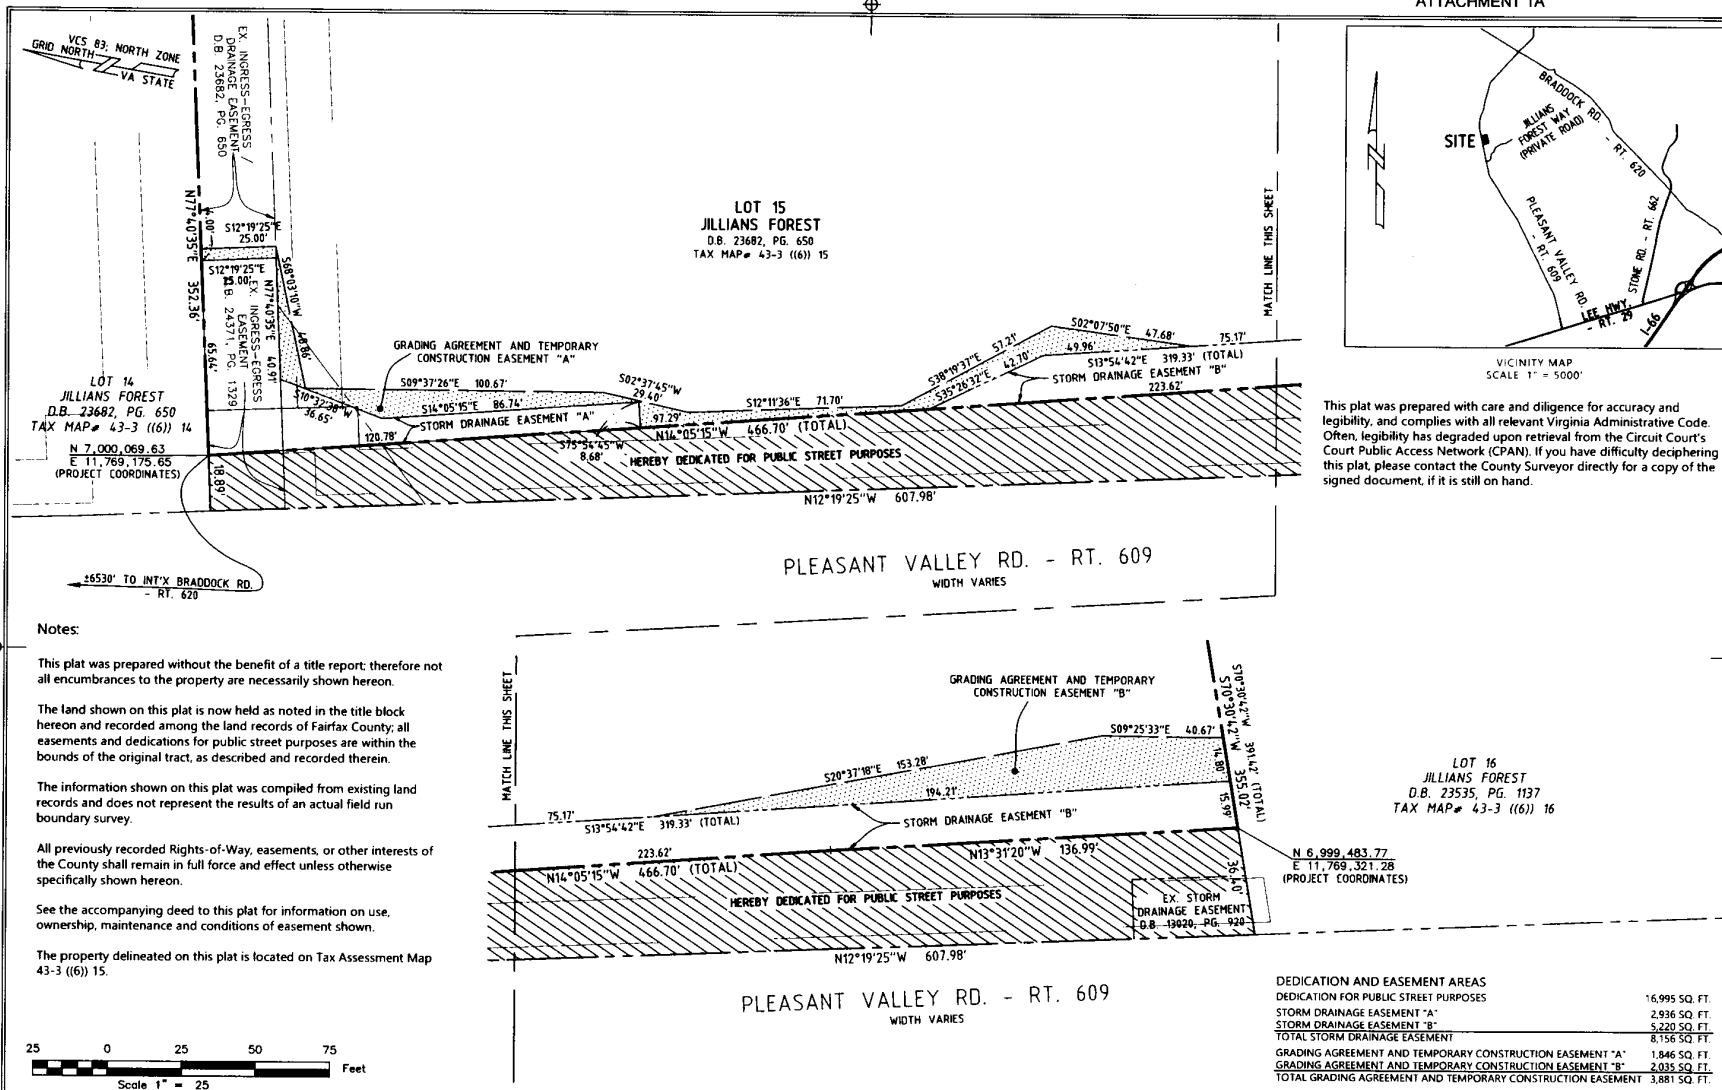 ATTACHMENT 1A
VCS 83; NORTH ZONE
GRID NORTH
VA STATE
EX. INGRESS-EGRESS /
DRAINAGE EASEMENT
D.B. 23682, PG. 650
N77°40'35"E 352.36'
4.00'
S12°19'25"E
25.00'
S12°19'25"E
25.00'
EX. INGRESS-EGRESS
EASEMENT
D.B. 24371, PG. 1329
N77°40'35"E 40.91'
S68°03'10"W
48.86'
65.64'
18.89'
S10°32'38"W
36.65'
LOT 15
JILLIANS FOREST
D.B. 23682, PG. 650
TAX MAP# 43-3 ((6)) 15
MATCH LINE THIS SHEET
GRADING AGREEMENT AND TEMPORARY
CONSTRUCTION EASEMENT "A"
S09°37'26"E 100.67'
S02°37'45"W
29.40'
S14°05'15"E 86.74'
STORM DRAINAGE EASEMENT "A"
120.78'
97.29'
S12°11'36"E 71.70'
S75°54'45"W
8.68'
N14°05'15"W 466.70' (TOTAL)
S38°19'37"E 57.21'
S35°26'32"E 42.70'
S02°07'50"E 47.68'
49.96'
75.17'
S13°54'42"E 319.33' (TOTAL)
STORM DRAINAGE EASEMENT "B"
223.62'
HEREBY DEDICATED FOR PUBLIC STREET PURPOSES
N12°19'25"W 607.98'
LOT 14
JILLIANS FOREST
D.B. 23682, PG. 650
TAX MAP# 43-3 ((6)) 14
N 7,000,069.63
E 11,769,175.65
(PROJECT COORDINATES)
±6530' TO INT'X BRADDOCK RD.
- RT. 620
PLEASANT VALLEY RD. - RT. 609
WIDTH VARIES
BRADDOCK RD.
- RT. 620
JILLIANS
FOREST WAY
(PRIVATE ROAD)
SITE
PLEASANT VALLEY RD.
- RT. 609
STONE RD. - RT. 662
LEE HWY.
- RT. 29
I-66
VICINITY MAP
SCALE 1" = 5000'
This plat was prepared with care and diligence for accuracy and
legibility, and complies with all relevant Virginia Administrative Code.
Often, legibility has degraded upon retrieval from the Circuit Court's
Court Public Access Network (CPAN). If you have difficulty deciphering
this plat, please contact the County Surveyor directly for a copy of the
signed document, if it is still on hand.
Notes:
This plat was prepared without the benefit of a title report; therefore not
all encumbrances to the property are necessarily shown hereon.
The land shown on this plat is now held as noted in the title block
hereon and recorded among the land records of Fairfax County; all
easements and dedications for public street purposes are within the
bounds of the original tract, as described and recorded therein.
The information shown on this plat was compiled from existing land
records and does not represent the results of an actual field run
boundary survey.
All previously recorded Rights-of-Way, easements, or other interests of
the County shall remain in full force and effect unless otherwise
specifically shown hereon.
See the accompanying deed to this plat for information on use,
ownership, maintenance and conditions of easement shown.
The property delineated on this plat is located on Tax Assessment Map
43-3 ((6)) 15.
25 0 25 50 75
Feet
Scale 1" = 25
MATCH LINE THIS SHEET
GRADING AGREEMENT AND TEMPORARY
CONSTRUCTION EASEMENT "B"
S09°25'33"E 40.67'
S20°37'18"E 153.28'
194.21'
75.17'
S13°54'42"E 319.33' (TOTAL)
STORM DRAINAGE EASEMENT "B"
S70°30'42"W 391.42' (TOTAL)
S70°30'42"W 355.02'
14.80'
15.99'
36.40'
223.62'
N14°05'15"W 466.70' (TOTAL)
N13°31'20"W 136.99'
HEREBY DEDICATED FOR PUBLIC STREET PURPOSES
EX. STORM
DRAINAGE EASEMENT
D.B. 13020, PG. 920
N12°19'25"W 607.98'
N 6,999,483.77
E 11,769,321.28
(PROJECT COORDINATES)
LOT 16
JILLIANS FOREST
D.B. 23535, PG. 1137
TAX MAP# 43-3 ((6)) 16
PLEASANT VALLEY RD. - RT. 609
WIDTH VARIES
DEDICATION AND EASEMENT AREAS
DEDICATION FOR PUBLIC STREET PURPOSES 16,995 SQ. FT.
STORM DRAINAGE EASEMENT "A" 2,936 SQ. FT.
STORM DRAINAGE EASEMENT "B" 5,220 SQ. FT.
TOTAL STORM DRAINAGE EASEMENT 8,156 SQ. FT.
GRADING AGREEMENT AND TEMPORARY CONSTRUCTION EASEMENT "A" 1,846 SQ. FT.
GRADING AGREEMENT AND TEMPORARY CONSTRUCTION EASEMENT "B" 2,035 SQ. FT.
TOTAL GRADING AGREEMENT AND TEMPORARY CONSTRUCTION EASEMENT 3,881 SQ. FT.